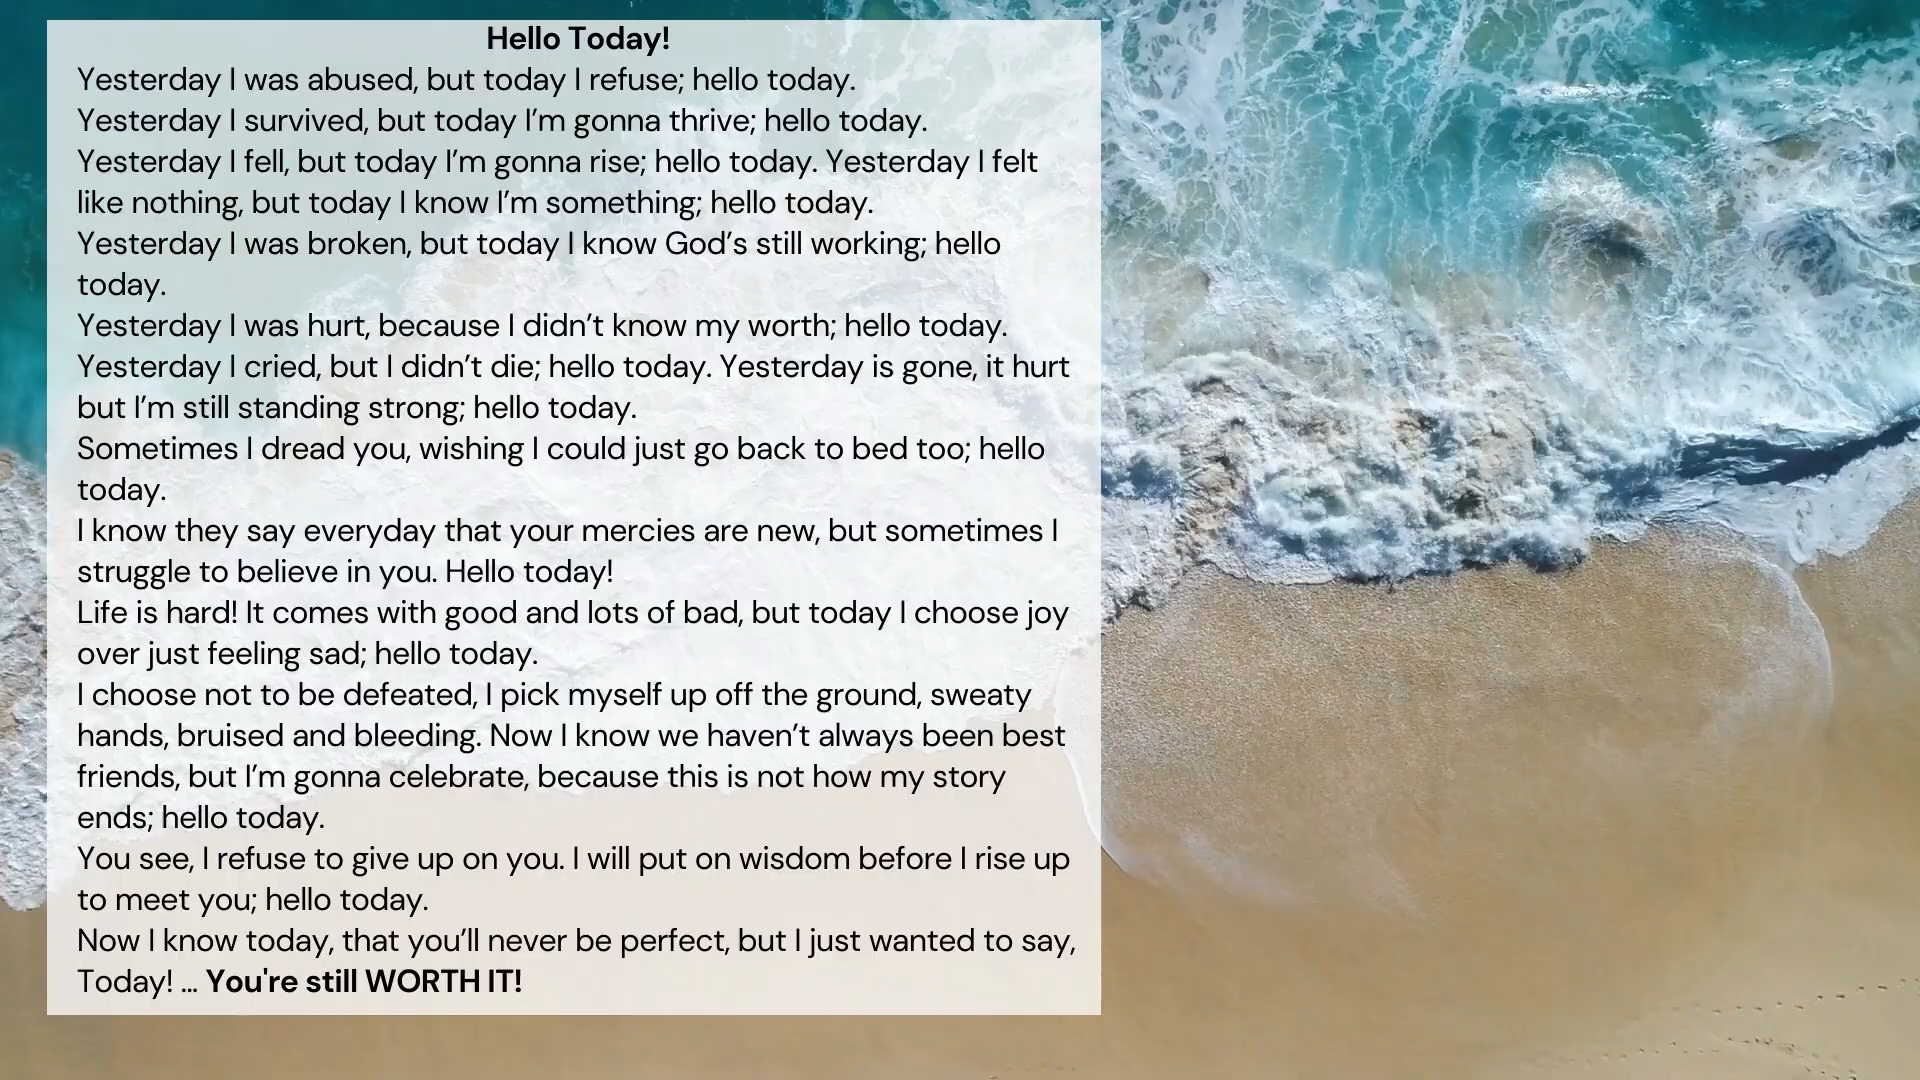 Hello Today!
Yesterday I was abused, but today I refuse; hello today.
Yesterday I survived, but today I’m gonna thrive; hello today.
Yesterday I fell, but today I’m gonna rise; hello today. Yesterday I felt
like nothing, but today I know I’m something; hello today.
Yesterday I was broken, but today I know God’s still working; hello
today.
Yesterday I was hurt, because I didn’t know my worth; hello today.
Yesterday I cried, but I didn’t die; hello today. Yesterday is gone, it hurt
but I’m still standing strong; hello today.
Sometimes I dread you, wishing I could just go back to bed too; hello
today.
I know they say everyday that your mercies are new, but sometimes I
struggle to believe in you. Hello today!
Life is hard! It comes with good and lots of bad, but today I choose joy
over just feeling sad; hello today.
I choose not to be defeated, I pick myself up off the ground, sweaty
hands, bruised and bleeding. Now I know we haven’t always been best
friends, but I’m gonna celebrate, because this is not how my story
ends; hello today.
You see, I refuse to give up on you. I will put on wisdom before I rise up
to meet you; hello today.
Now I know today, that you’ll never be perfect, but I just wanted to say,
Today! ... You're still WORTH IT!